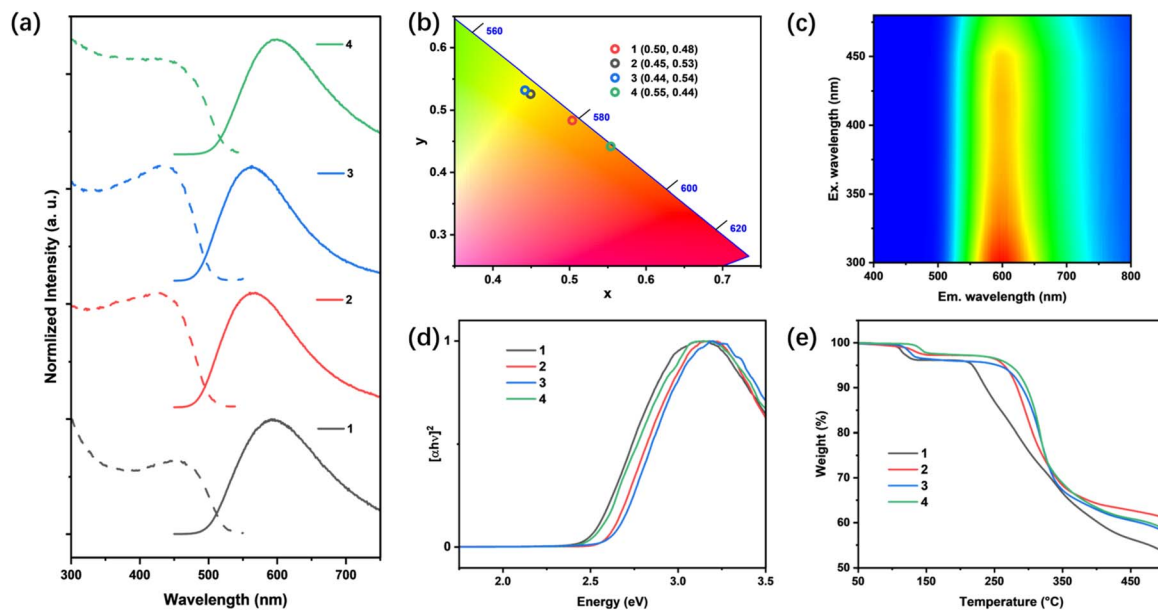 (a)
4
3
2
1
Normlized Intensity (a. u.)
300 400 500 600 700
Wavelength (nm)
(b)
560
580
600
620
1 (0.50, 0.48)
2 (0.45, 0.53)
3 (0.44, 0.54)
4 (0.55, 0.44)
0.6
0.5
0.4
0.3
y
0.4 0.5 0.6 0.7
x
(c)
450
400
350
300
Ex. wavelength (nm)
400 500 600 700 800
Em. wavelength (nm)
(d)
1
2
3
4
1
0
[αhν]²
2.0 2.5 3.0 3.5
Energy (eV)
(e)
100
90
80
70
60
50
Weight (%)
1
2
3
4
50 150 250 350 450
Temperature (°C)